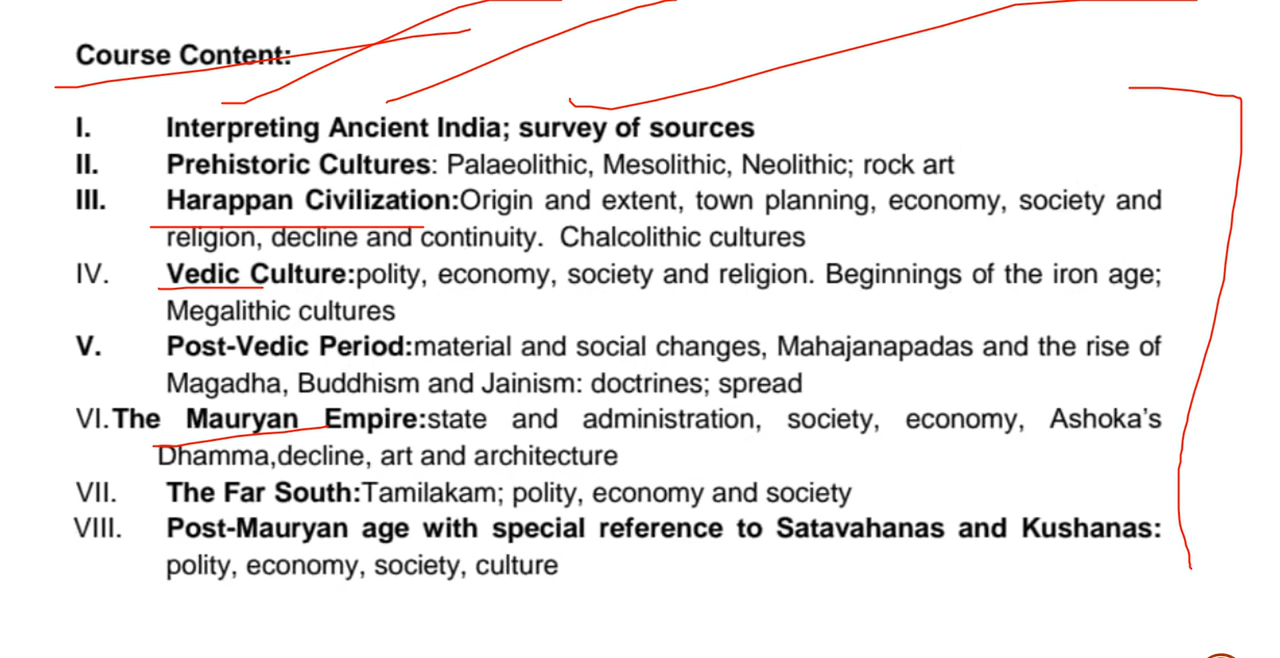 Course Content:
I. Interpreting Ancient India; survey of sources
II. Prehistoric Cultures: Palaeolithic, Mesolithic, Neolithic; rock art
III. Harappan Civilization:Origin and extent, town planning, economy, society and
religion, decline and continuity. Chalcolithic cultures
IV. Vedic Culture:polity, economy, society and religion. Beginnings of the iron age;
Megalithic cultures
V. Post-Vedic Period:material and social changes, Mahajanapadas and the rise of
Magadha, Buddhism and Jainism: doctrines; spread
VI.The Mauryan Empire:state and administration, society, economy, Ashoka's
Dhamma,decline, art and architecture
VII. The Far South:Tamilakam; polity, economy and society
VIII. Post-Mauryan age with special reference to Satavahanas and Kushanas:
polity, economy, society, culture